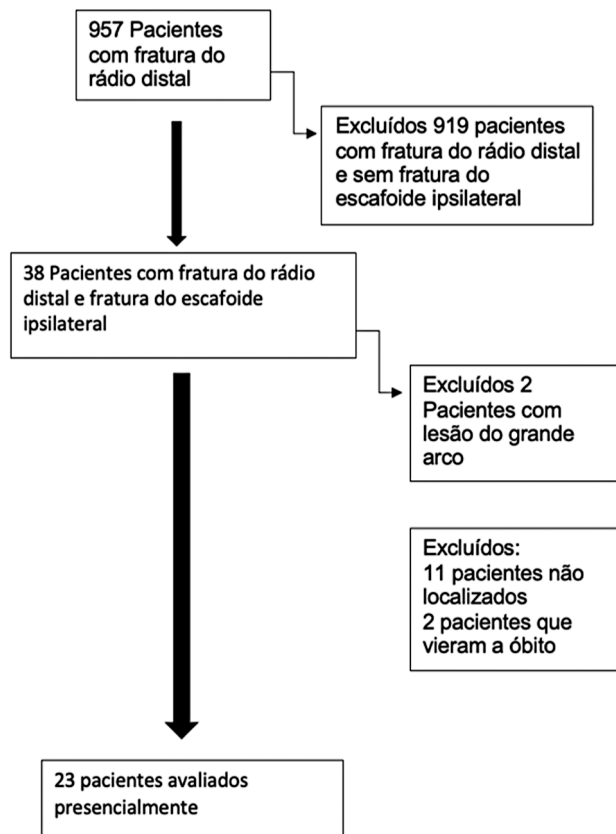 957 Pacientes
com fratura do
rádio distal
Excluídos 919 pacientes
com fratura do rádio distal
e sem fratura do
escafoide ipsilateral
38 Pacientes com fratura do rádio
distal e fratura do escafoide
ipsilateral
Excluídos 2
Pacientes com
lesão do grande
arco
Excluídos:
11 pacientes não
localizados
2 pacientes que
vieram a óbito
23 pacientes avaliados
presencialmente